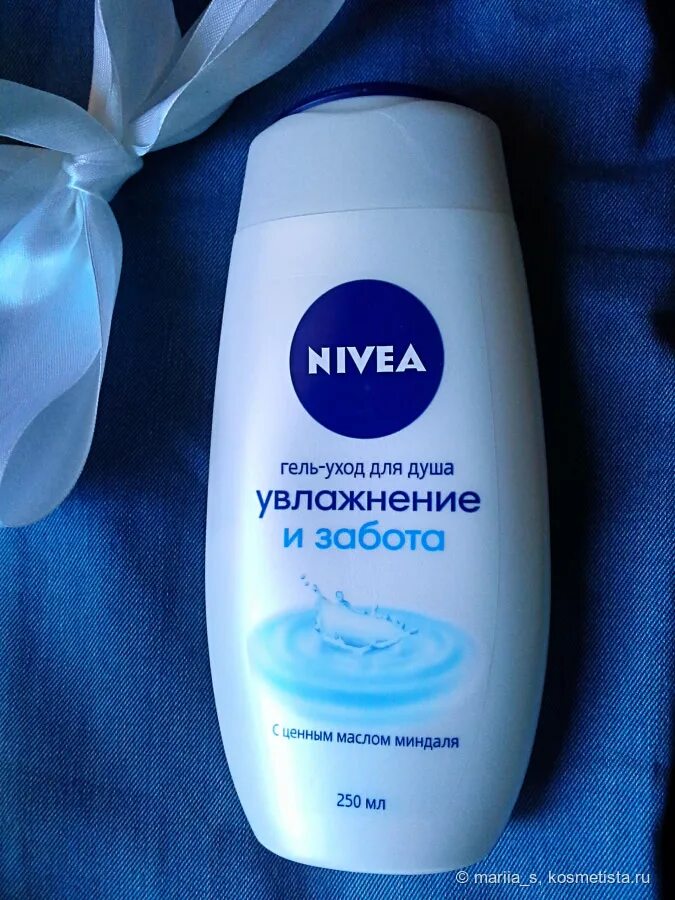 NIVEA
гель-уход для душа
увлажнение
и забота
С ценным маслом миндаля
250 мл
© mariia_s, kosmetista.ru